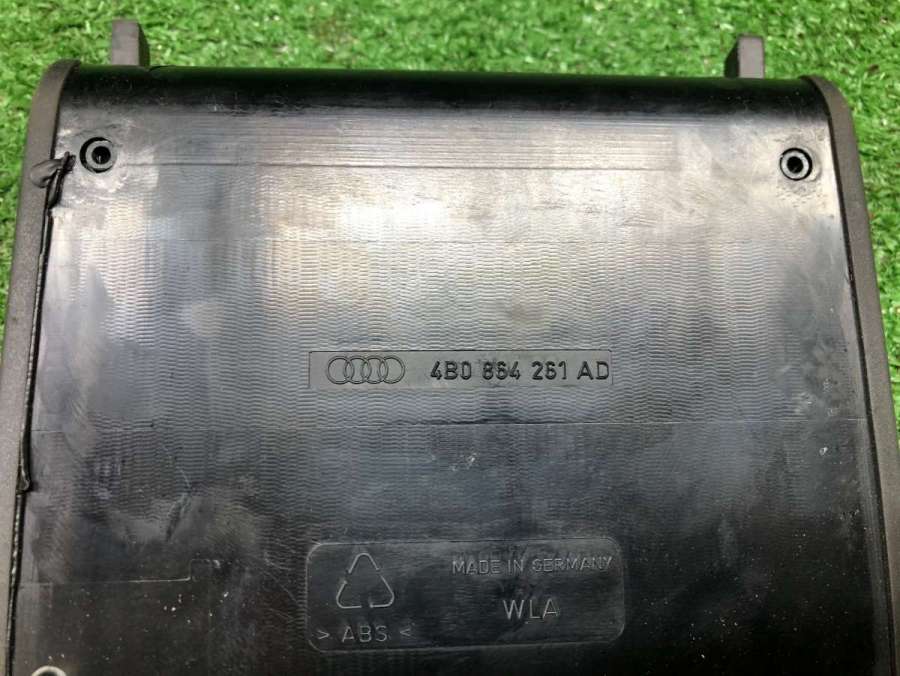 4B0 864 261 AD
MADE IN GERMANY
WLA
> ABS <